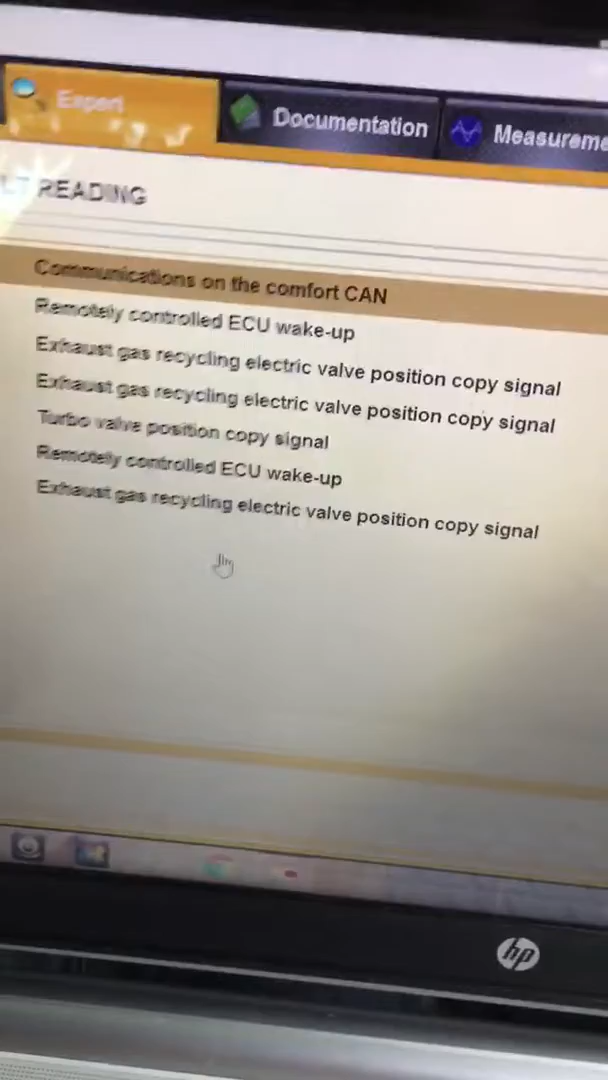 Expert
Documentation
Measureme
LT READING
Communications on the comfort CAN
Remotely controlled ECU wake-up
Exhaust gas recycling electric valve position copy signal
Exhaust gas recycling electric valve position copy signal
Turbo valve position copy signal
Remotely controlled ECU wake-up
Exhaust gas recycling electric valve position copy signal
hp